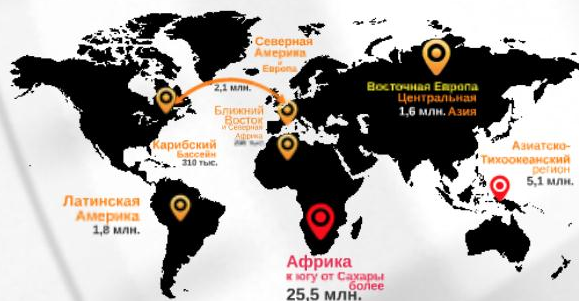 Северная
Америка
и
Европа
2,1 млн.
Восточная Европа
Центральная
1,6 млн. Азия
Ближний
Восток
и Северная
Африка
тыс.
Карибский
Бассейн
310 тыс.
Азиатско-
Тихоокеанский
регион
5,1 млн.
Латинская
Америка
1,8 млн.
Африка
к югу от Сахары
более
25,5 млн.